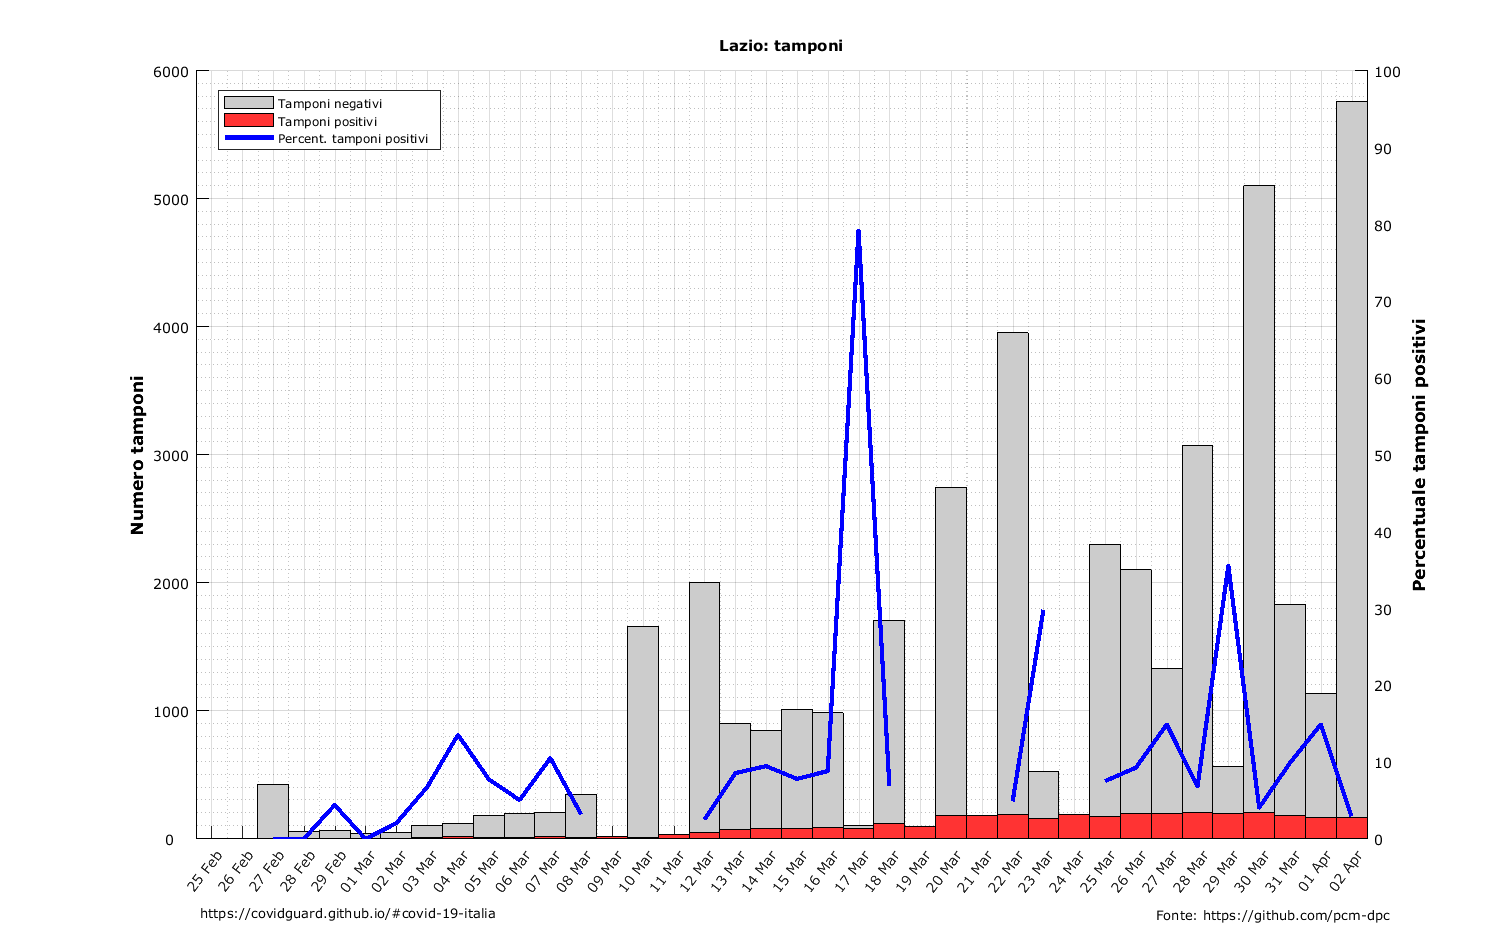 Lazio: tamponi
6000
5000
4000
3000
2000
1000
0
Numero tamponi
Tamponi negativi
Tamponi positivi
Percent. tamponi positivi
100
90
80
70
60
50
40
30
20
10
0
Percentuale tamponi positivi
25 Feb
26 Feb
27 Feb
28 Feb
29 Feb
01 Mar
02 Mar
03 Mar
04 Mar
05 Mar
06 Mar
07 Mar
08 Mar
09 Mar
10 Mar
11 Mar
12 Mar
13 Mar
14 Mar
15 Mar
16 Mar
17 Mar
18 Mar
19 Mar
20 Mar
21 Mar
22 Mar
23 Mar
24 Mar
25 Mar
26 Mar
27 Mar
28 Mar
29 Mar
30 Mar
31 Mar
01 Apr
02 Apr
https://covidguard.github.io/#covid-19-italia
Fonte: https://github.com/pcm-dpc